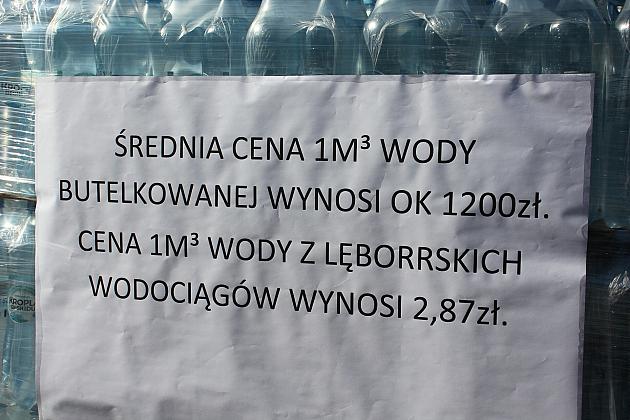 ŚREDNIA CENA 1M³ WODY
BUTELKOWANEJ WYNOSI OK 1200zł.
CENA 1M³ WODY Z LĘBORRSKICH
WODOCIĄGÓW WYNOSI 2,87zł.